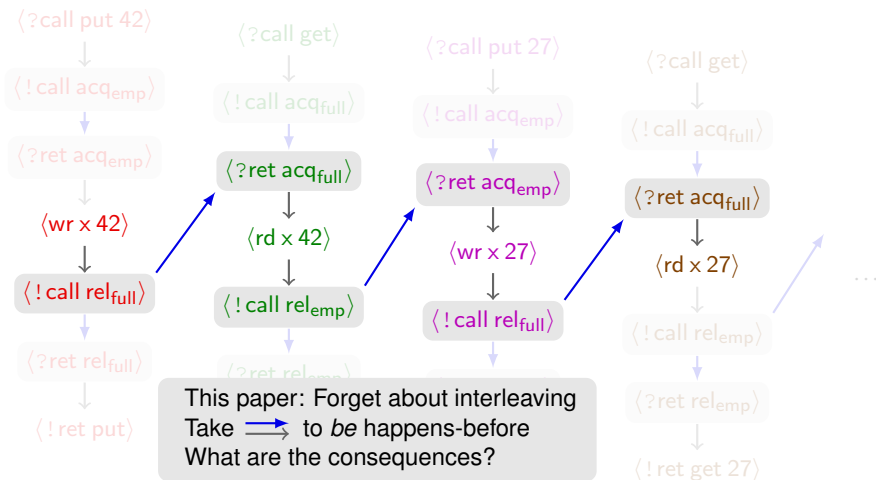 ⟨?call put 42⟩
⟨!call acq_emp⟩
⟨?ret acq_emp⟩
⟨wr x 42⟩
⟨!call rel_full⟩
⟨?ret rel_full⟩
⟨!ret put⟩
⟨?call get⟩
⟨!call acq_full⟩
⟨?ret acq_full⟩
⟨rd x 42⟩
⟨!call rel_emp⟩
⟨?ret rel_emp⟩
⟨?call put 27⟩
⟨!call acq_emp⟩
⟨?ret acq_emp⟩
⟨wr x 27⟩
⟨!call rel_full⟩
⟨?call get⟩
⟨!call acq_full⟩
⟨?ret acq_full⟩
⟨rd x 27⟩
⟨!call rel_emp⟩
⟨?ret rel_emp⟩
⟨!ret get 27⟩
...
This paper: Forget about interleaving
Take to be happens-before
What are the consequences?